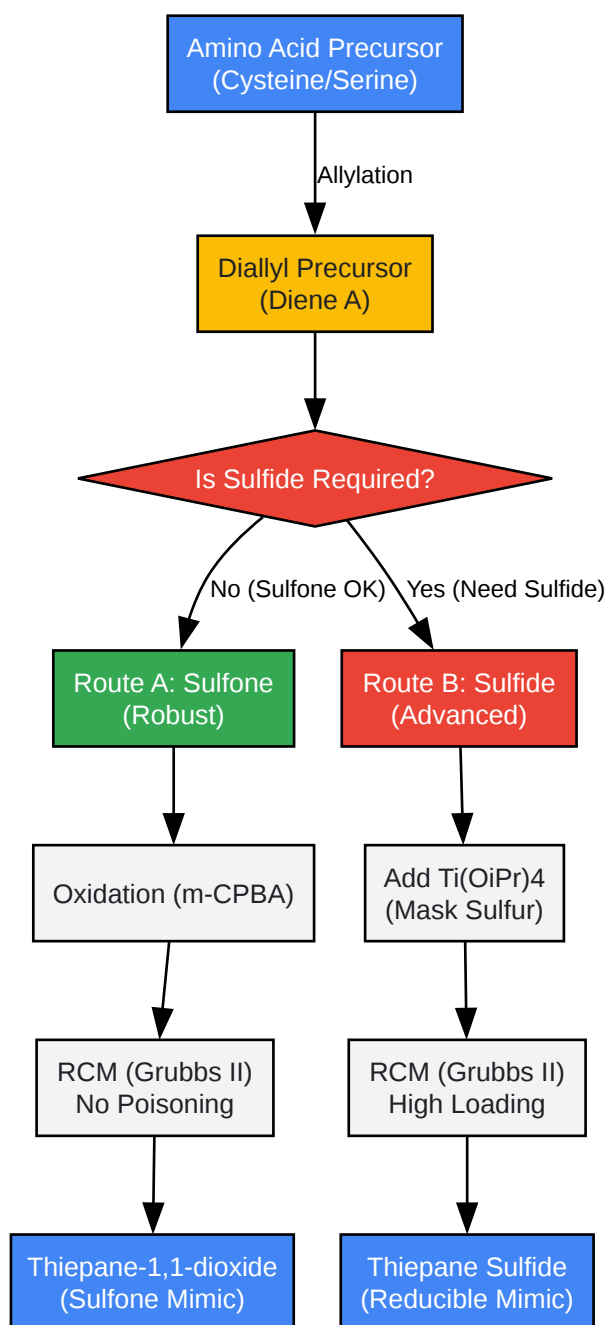 Amino Acid Precursor
(Cysteine/Serine)
Allylation
Diallyl Precursor
(Diene A)
Is Sulfide Required?
No (Sulfone OK)
Yes (Need Sulfide)
Route A: Sulfone
(Robust)
Route B: Sulfide
(Advanced)
Oxidation (m-CPBA)
Add Ti(OiPr)4
(Mask Sulfur)
RCM (Grubbs II)
No Poisoning
RCM (Grubbs II)
High Loading
Thiepane-1,1-dioxide
(Sulfone Mimic)
Thiepane Sulfide
(Reducible Mimic)